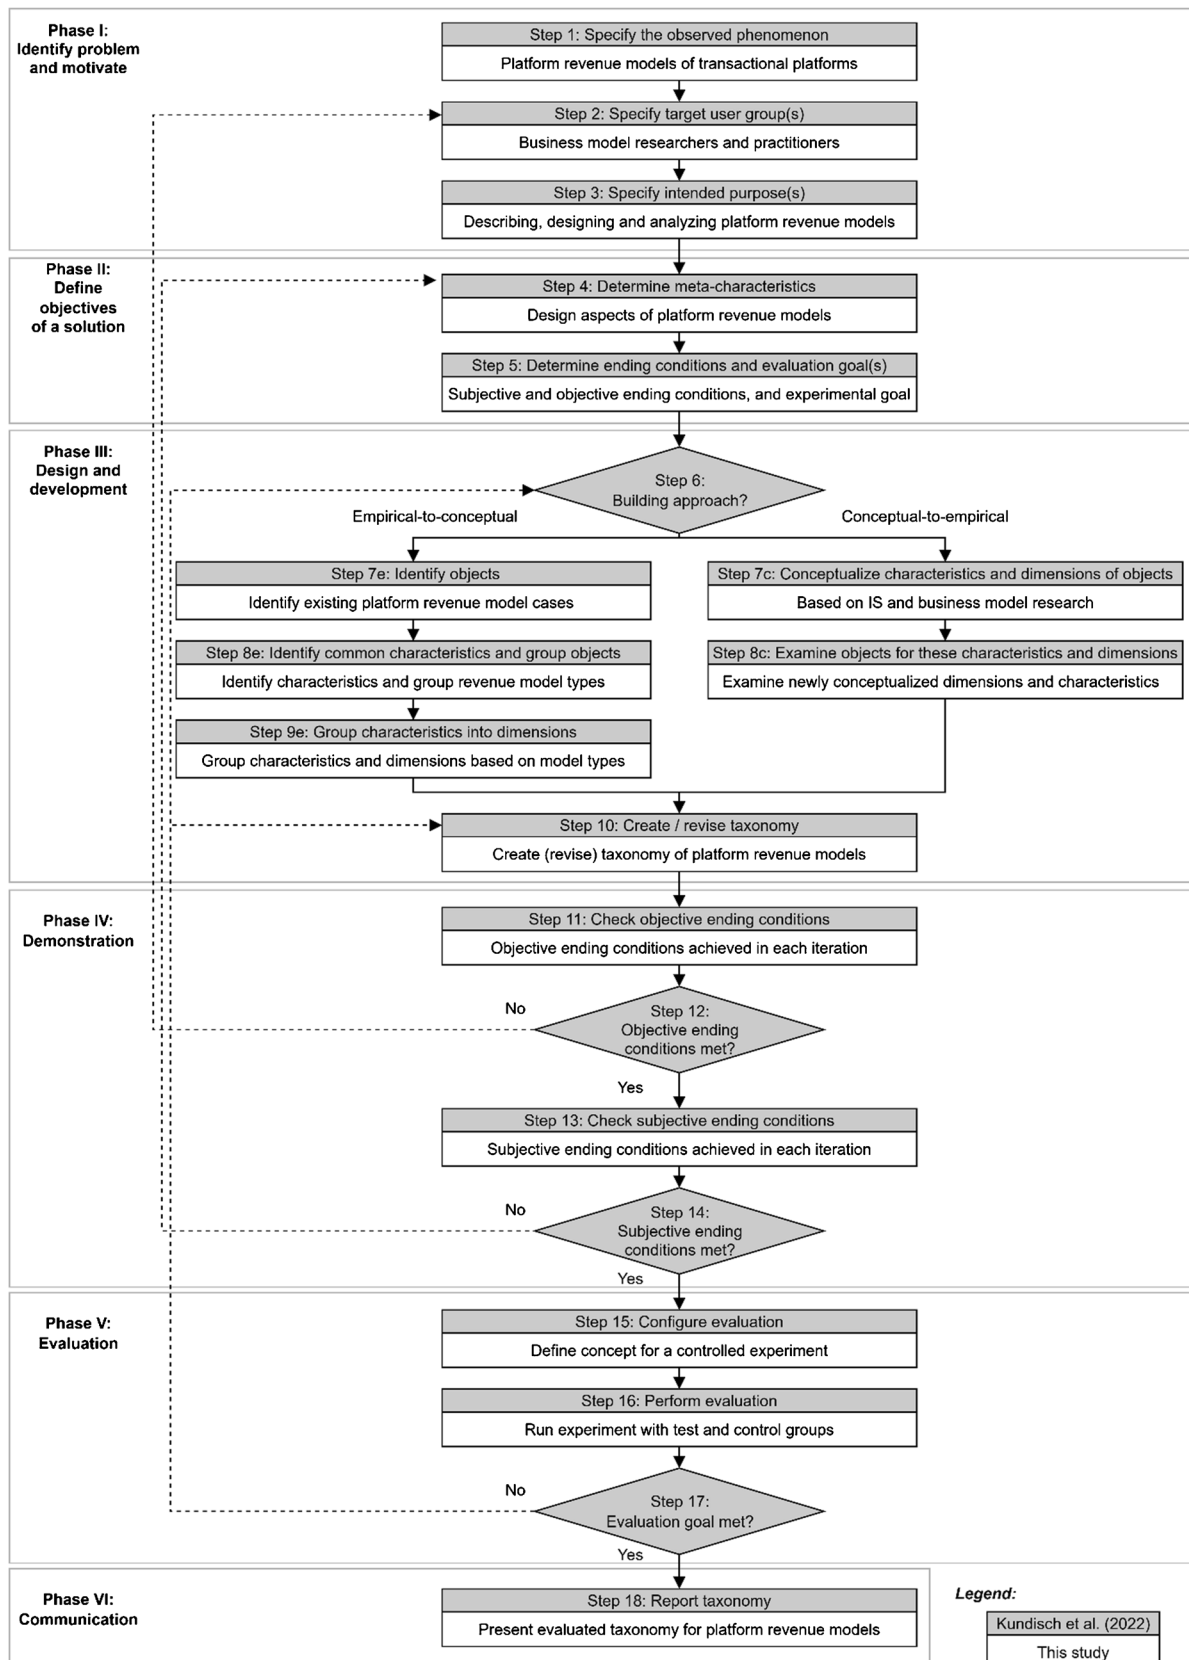 Phase I:
Identify problem
and motivate
Step 1: Specify the observed phenomenon
Platform revenue models of transactional platforms
Step 2: Specify target user group(s)
Business model researchers and practitioners
Step 3: Specify intended purpose(s)
Describing, designing and analyzing platform revenue models
Phase II:
Define
objectives
of a solution
Step 4: Determine meta-characteristics
Design aspects of platform revenue models
Step 5: Determine ending conditions and evaluation goal(s)
Subjective and objective ending conditions, and experimental goal
Phase III:
Design and
development
Step 6:
Building approach?
Empirical-to-conceptual
Conceptual-to-empirical
Step 7e: Identify objects
Identify existing platform revenue model cases
Step 7c: Conceptualize characteristics and dimensions of objects
Based on IS and business model research
Step 8e: Identify common characteristics and group objects
Identify characteristics and group revenue model types
Step 8c: Examine objects for these characteristics and dimensions
Examine newly conceptualized dimensions and characteristics
Step 9e: Group characteristics into dimensions
Group characteristics and dimensions based on model types
Step 10: Create / revise taxonomy
Create (revise) taxonomy of platform revenue models
Phase IV:
Demonstration
Step 11: Check objective ending conditions
Objective ending conditions achieved in each iteration
No
Step 12:
Objective ending
conditions met?
Yes
Step 13: Check subjective ending conditions
Subjective ending conditions achieved in each iteration
No
Step 14:
Subjective ending
conditions met?
Yes
Phase V:
Evaluation
Step 15: Configure evaluation
Define concept for a controlled experiment
Step 16: Perform evaluation
Run experiment with test and control groups
No
Step 17:
Evaluation goal met?
Yes
Phase VI:
Communication
Step 18: Report taxonomy
Present evaluated taxonomy for platform revenue models
Legend:
Kundisch et al. (2022)
This study